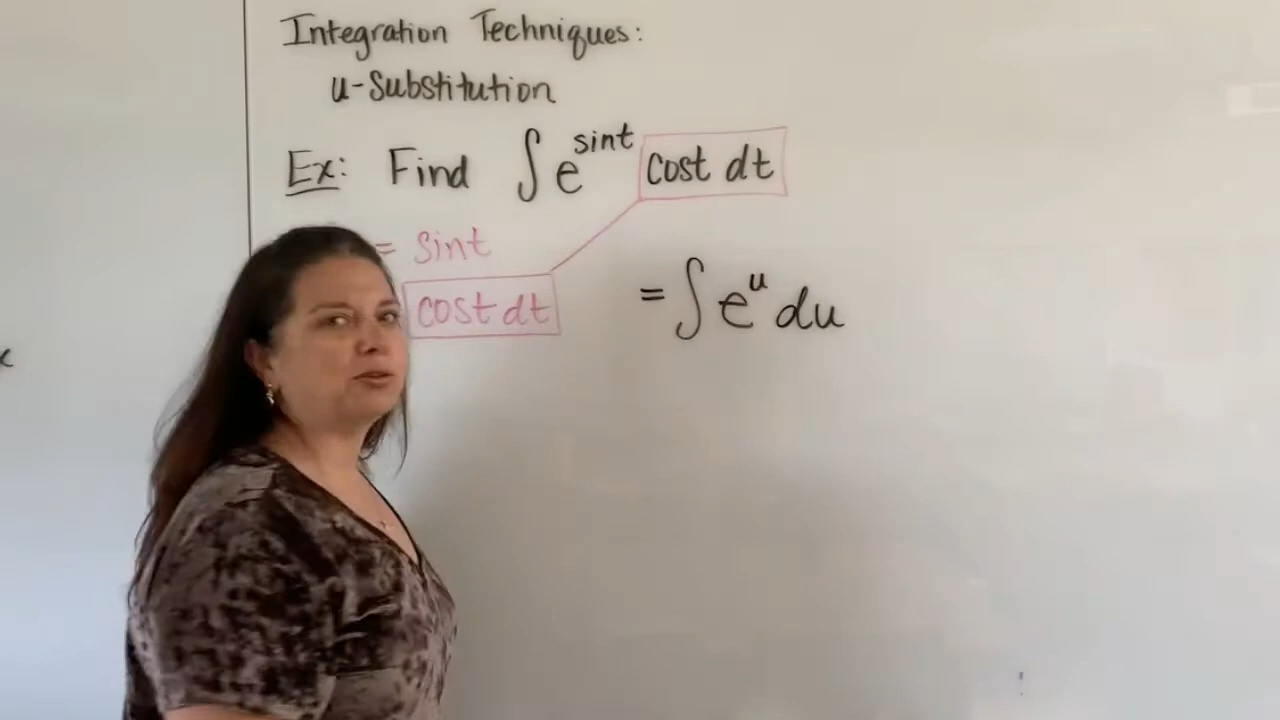 Integration Techniques:
u-Substitution
Ex: Find ∫e^sint cost dt
= sint
cost dt
= ∫e^u du